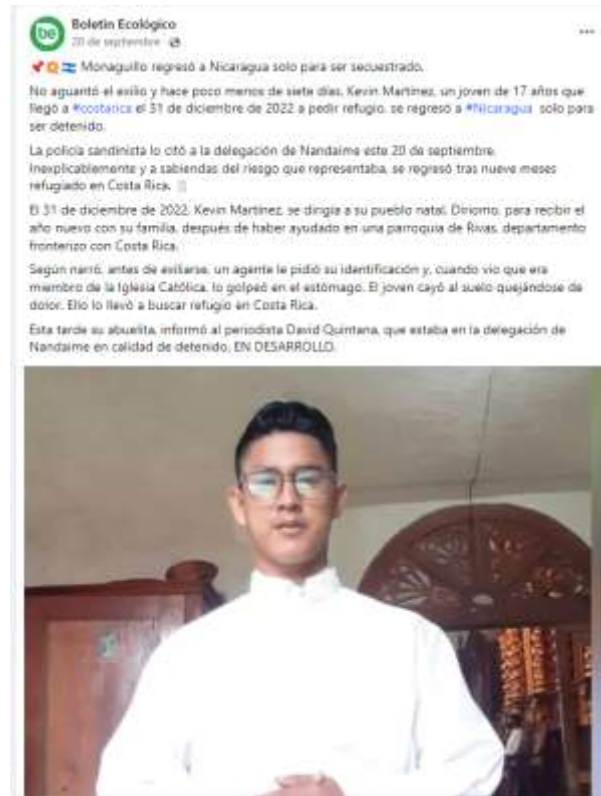 Boletín Ecológico
20 de septiembre
Monaguillo regresó a Nicaragua solo para ser secuestrado.
No aguantó el exilio y hace poco menos de siete días, Kevin Martínez, un joven de 17 años que
llegó a #costarica el 31 de diciembre de 2022 a pedir refugio, se regresó a #Nicaragua solo para
ser detenido.
La policía sandinista lo citó a la delegación de Nandaime este 20 de septiembre.
Inexplicablemente y a sabiendas del riesgo que representaba, se regresó tras nueve meses
refugiado en Costa Rica.
El 31 de diciembre de 2022, Kevin Martínez, se dirigía a su pueblo natal, Diriomo, para recibir el
año nuevo con su familia, después de haber ayudado en una parroquia de Rivas, departamento
fronterizo con Costa Rica.
Según narró, antes de exiliarse, un agente le pidió su identificación y, cuando vio que era
miembro de la Iglesia Católica, lo golpeó en el estómago. El joven cayó al suelo quejándose de
dolor. Ello lo llevó a buscar refugio en Costa Rica.
Esta tarde su abuelita, informó al periodista David Quintana, que estaba en la delegación de
Nandaime en calidad de detenido. EN DESARROLLO.